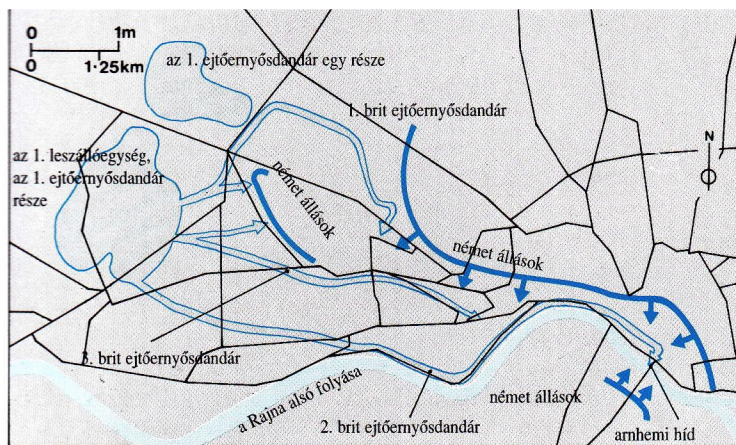 0 1m
0 1·25km
az 1. ejtőernyősdandár egy része
1. brit ejtőernyősdandár
N
az 1. leszállóegység,
az 1. ejtőernyősdandár
része
német állások
német állások
3. brit ejtőernyősdandár
a Rajna alsó folyása
2. brit ejtőernyősdandár
német állások
arnhemi híd